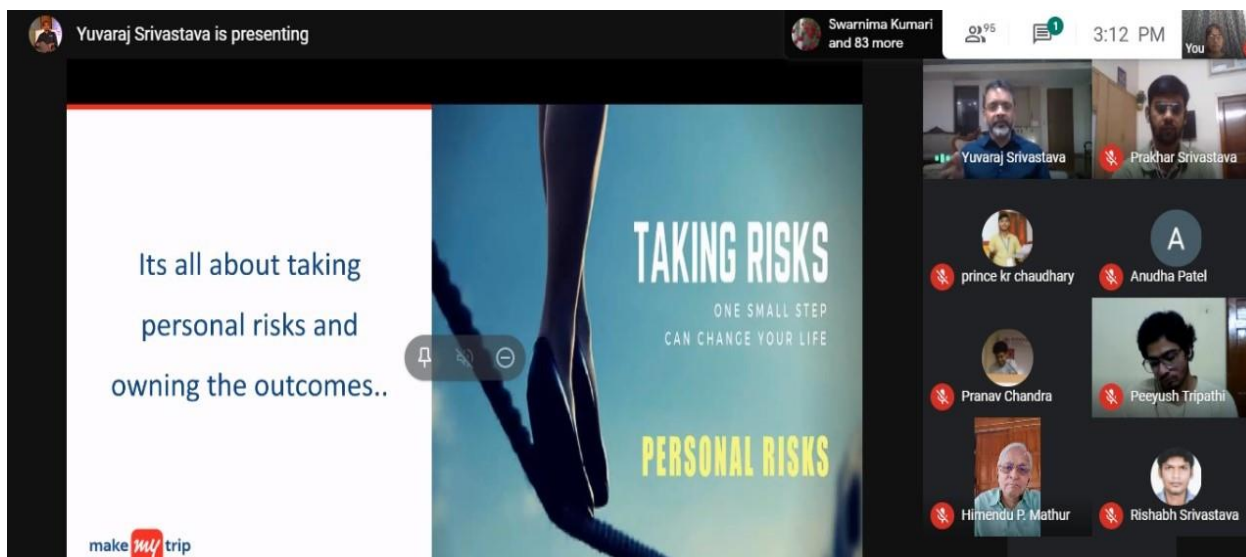 Yuvaraj Srivastava is presenting
Swarnima Kumari
and 83 more
95
1
3:12 PM
You
Its all about taking
personal risks and
owning the outcomes..
make my trip
TAKING RISKS
ONE SMALL STEP
CAN CHANGE YOUR LIFE
PERSONAL RISKS
Yuvaraj Srivastava
Prakhar Srivastava
prince kr chaudhary
A
Anudha Patel
Pranav Chandra
Peeyush Tripathi
Himendu P. Mathur
Rishabh Srivastava